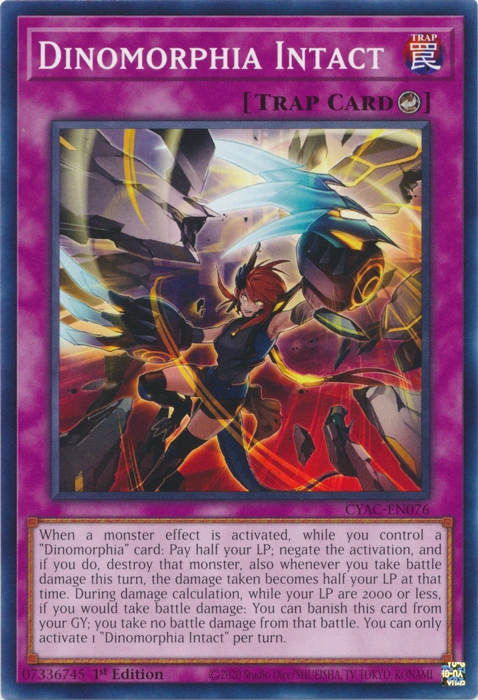 DINOMORPHIA INTACT
TRAP
罠
[TRAP CARD]
CYAC-EN076
When a monster effect is activated, while you control a
"Dinomorphia" card: Pay half your LP; negate the activation, and
if you do, destroy that monster, also whenever you take battle
damage this turn, the damage taken becomes half your LP at that
time. During damage calculation, while your LP are 2000 or less,
if you would take battle damage: You can banish this card from
your GY; you take no battle damage from that battle. You can only
activate 1 "Dinomorphia Intact" per turn.
07336745 1st Edition ©2020 Studio Dice/SHUEISHA, TV TOKYO, KONAMI